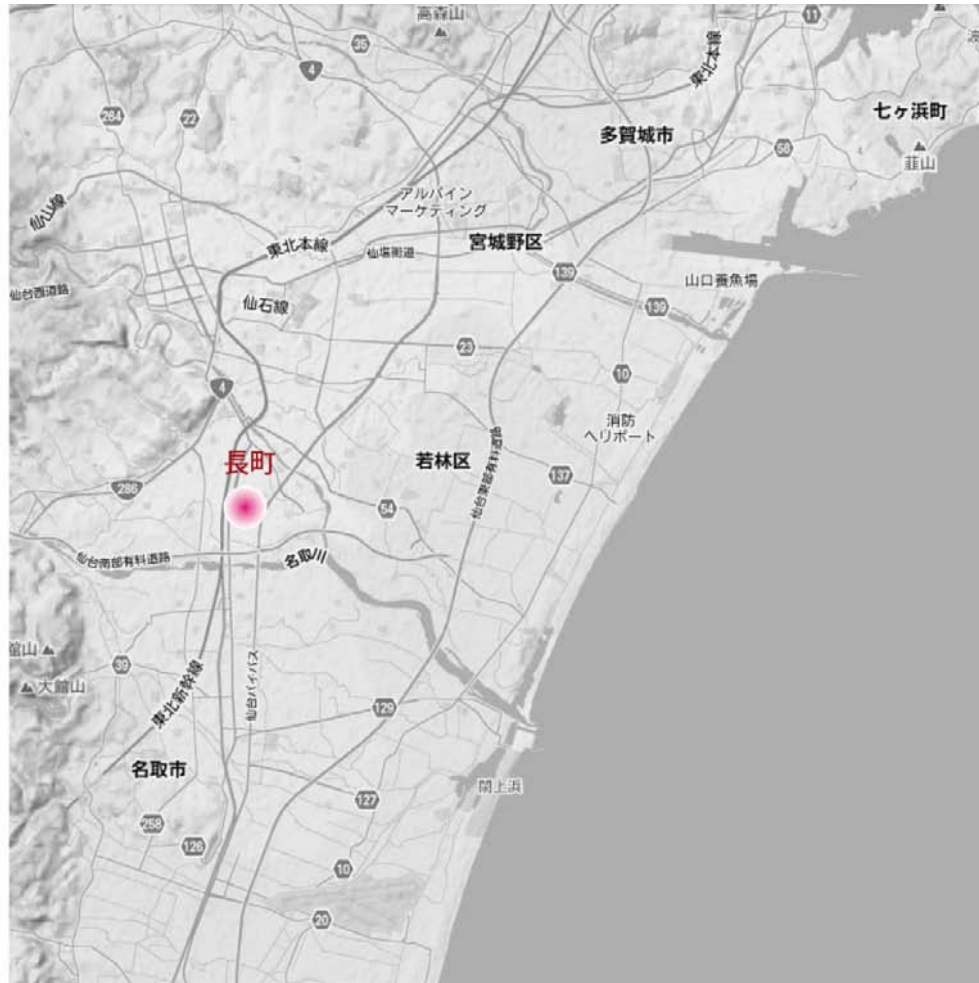 高森山
11
35
4
東北本線
264
22
七ヶ浜町
多賀城市
58
韮山
アルパイン
マーケティング
仙山線
宮城野区
東北本線
仙塩街道
139
山口養魚場
仙台西道路
仙石線
139
23
10
4
消防
ヘリポート
長町
若林区
仙台東部有料道路
137
286
54
仙台南部有料道路
名取川
舘山
39
大舘山
東北新幹線
仙台バイパス
129
名取市
閖上浜
127
258
126
10
20